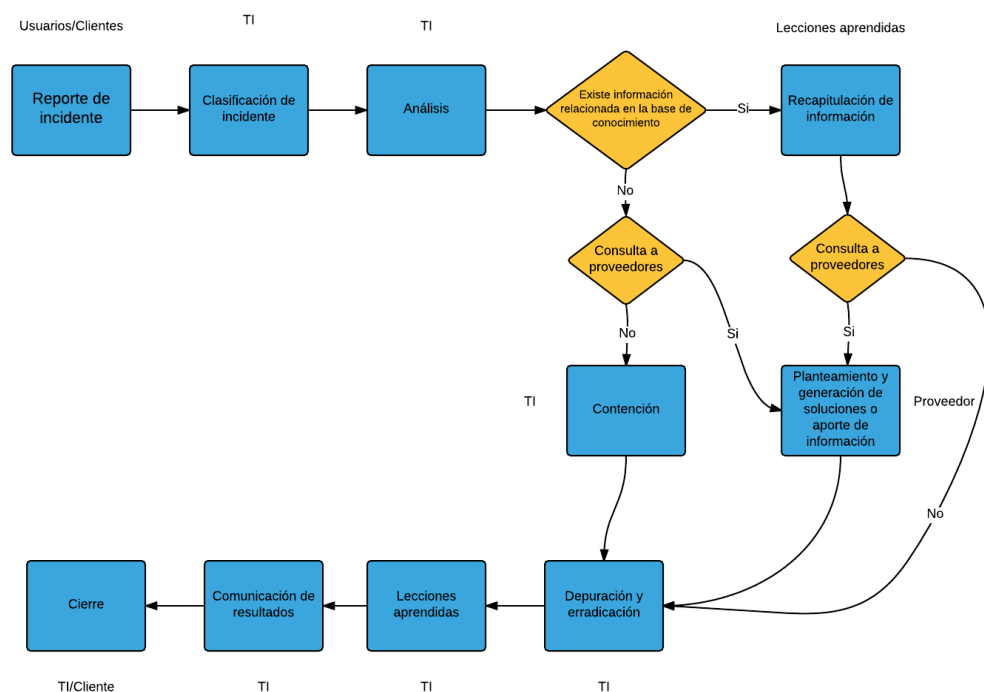 Usuarios/Clientes
TI
TI
Lecciones aprendidas
Reporte de
incidente
Clasificación de
incidente
Análisis
Existe información
relacionada en la base de
conocimiento
Si
Recapitulación de
información
No
Consulta a
proveedores
Consulta a
proveedores
No
Si
Si
TI
Contención
Planteamiento y
generación de
soluciones o
aporte de
información
Proveedor
No
Cierre
Comunicación de
resultados
Lecciones
aprendidas
Depuración y
erradicación
TI/Cliente
TI
TI
TI